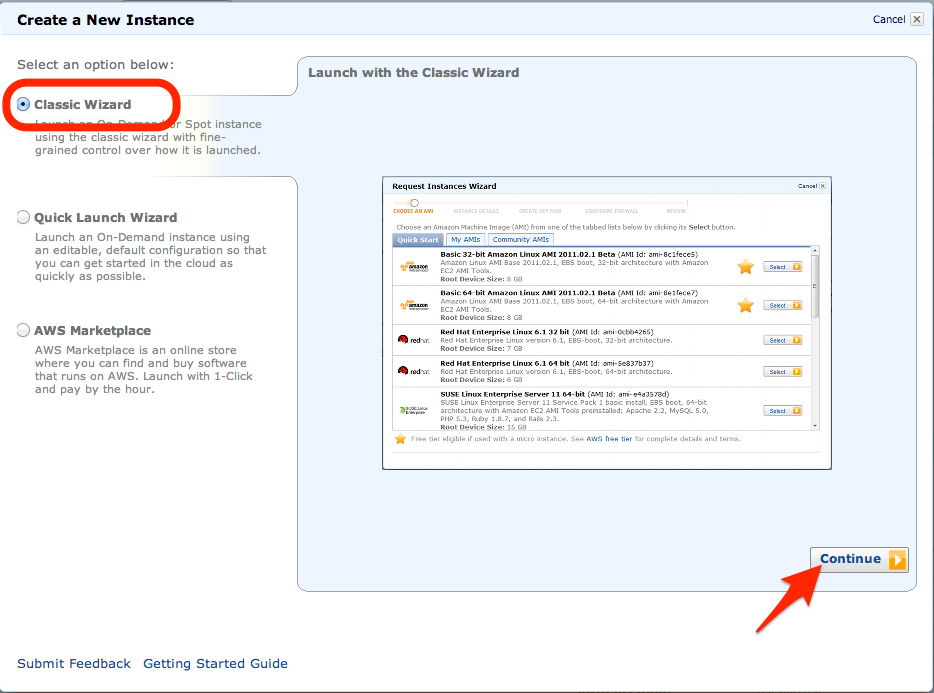 Create a New Instance
Cancel
Select an option below:
Classic Wizard
Launch an On-Demand or Spot instance
using the classic wizard with fine-
grained control over how it is launched.
Quick Launch Wizard
Launch an On-Demand instance using
an editable, default configuration so that
you can get started in the cloud as
quickly as possible.
AWS Marketplace
AWS Marketplace is an online store
where you can find and buy software
that runs on AWS. Launch with 1-Click
and pay by the hour.
Launch with the Classic Wizard
Request Instances Wizard
Cancel
CHOOSE AN AMI INSTANCE DETAILS CREATE KEY PAIR CONFIGURE FIREWALL REVIEW
Choose an Amazon Machine Image (AMI) from one of the tabbed lists below by clicking its Select button.
Quick Start My AMIs Community AMIs
amazon
Basic 32-bit Amazon Linux AMI 2011.02.1 Beta (AMI Id: ami-8c1fece5)
Amazon Linux AMI Base 2011.02.1, EBS boot, 32-bit architecture with Amazon
EC2 AMI Tools.
Root Device Size: 8 GB
Select
amazon
Basic 64-bit Amazon Linux AMI 2011.02.1 Beta (AMI Id: ami-8e1fece7)
Amazon Linux AMI Base 2011.02.1, EBS boot, 64-bit architecture with Amazon
EC2 AMI Tools.
Root Device Size: 8 GB
Select
redhat.
Red Hat Enterprise Linux 6.1 32 bit (AMI Id: ami-0cbb4265)
Red Hat Enterprise Linux version 6.1, EBS-boot, 32-bit architecture.
Root Device Size: 7 GB
Select
redhat.
Red Hat Enterprise Linux 6.1 64 bit (AMI Id: ami-5e837b37)
Red Hat Enterprise Linux version 6.1, EBS-boot, 64-bit architecture.
Root Device Size: 6 GB
Select
SUSE Linux
Enterprise
SUSE Linux Enterprise Server 11 64-bit (AMI Id: ami-e4a3578d)
SUSE Linux Enterprise Server 11 Service Pack 1 basic install, EBS boot, 64-bit
architecture with Amazon EC2 AMI Tools preinstalled; Apache 2.2, MySQL 5.0,
PHP 5.3, Ruby 1.8.7, and Rails 2.3.
Root Device Size: 15 GB
Select
Free tier eligible if used with a micro instance. See AWS free tier for complete details and terms.
Continue
Submit Feedback Getting Started Guide